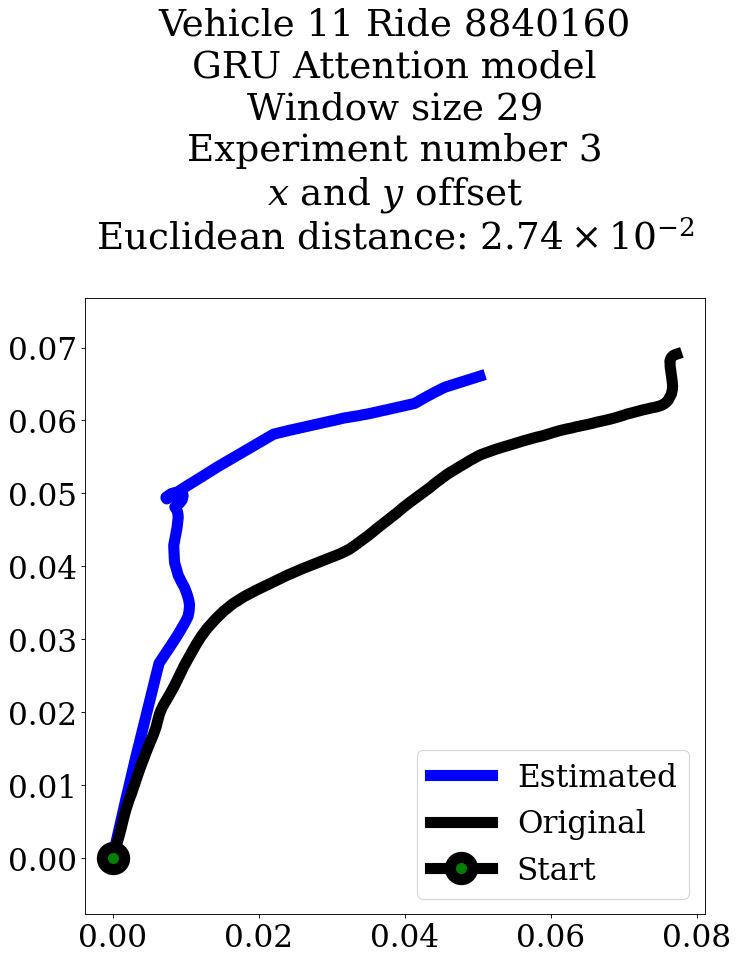 Vehicle 11 Ride 8840160
GRU Attention model
Window size 29
Experiment number 3
x and y offset
Euclidean distance: 2.74 × 10⁻²
0.07
0.06
0.05
0.04
0.03
0.02
0.01
0.00
Estimated
Original
Start
0.00 0.02 0.04 0.06 0.08